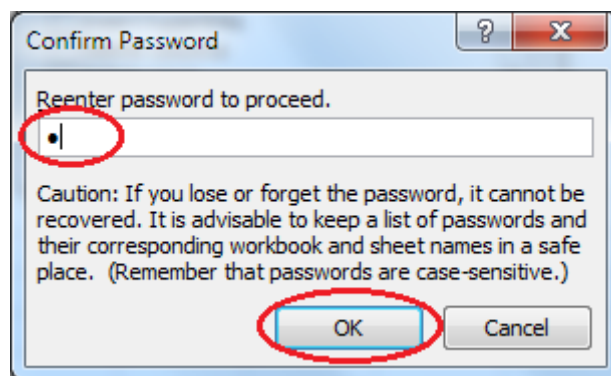 Confirm Password
Reenter password to proceed.
Caution: If you lose or forget the password, it cannot be
recovered. It is advisable to keep a list of passwords and
their corresponding workbook and sheet names in a safe
place. (Remember that passwords are case-sensitive.)
OK Cancel